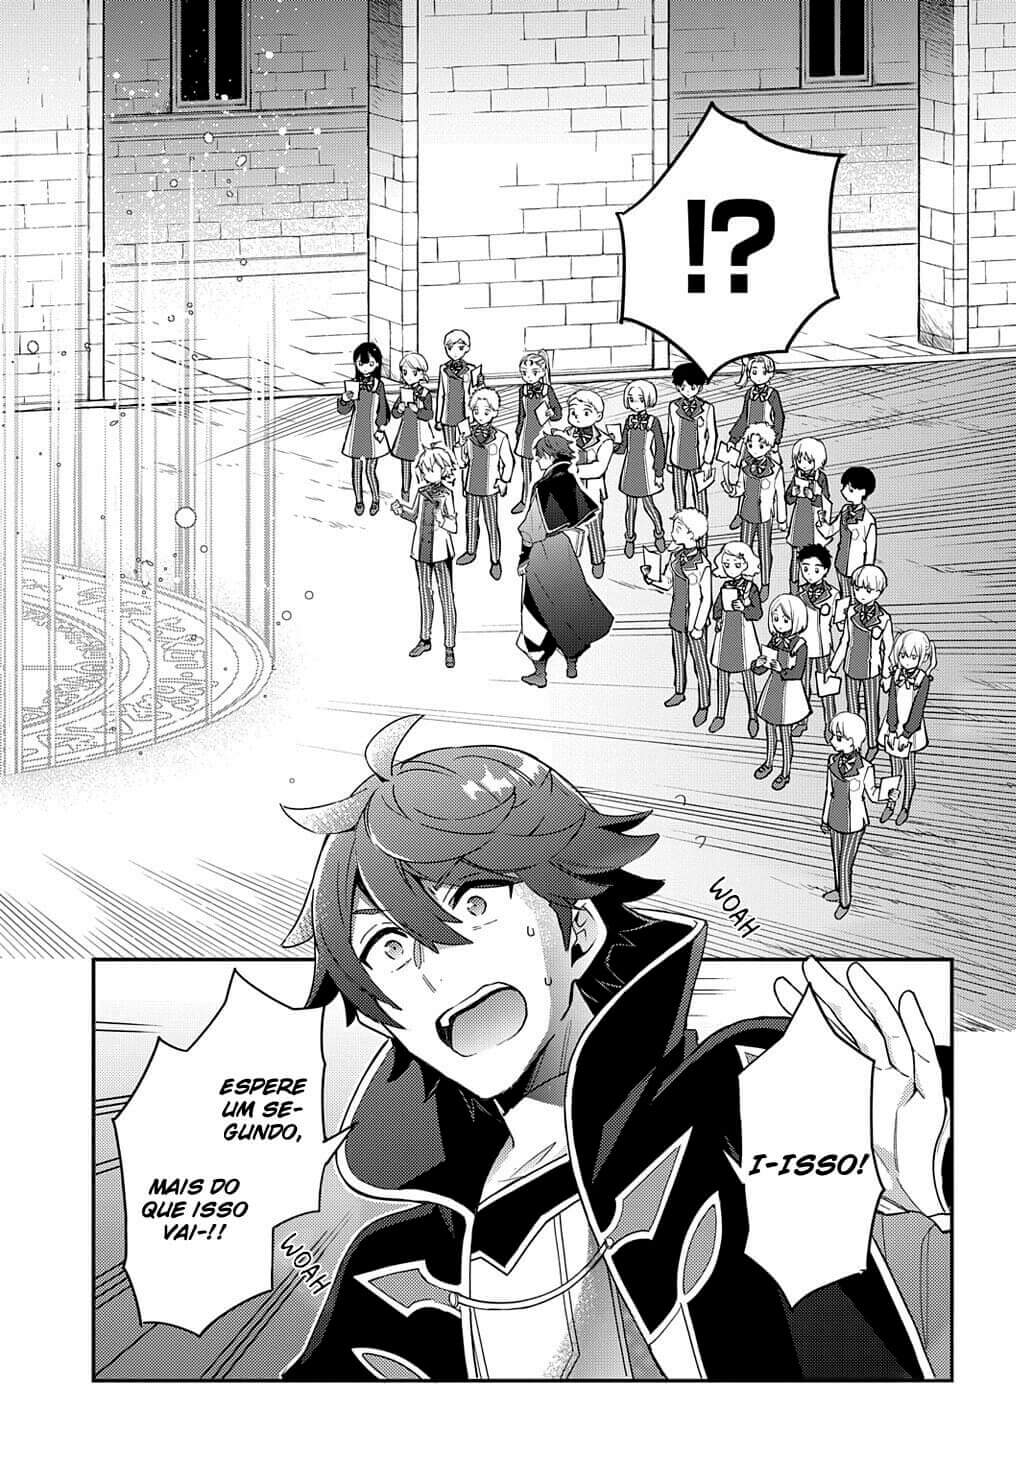 !?
WOAH
I-ISSO!
ESPERE
UM SE-
GUNDO,
MAIS DO
QUE ISSO
VAI-!!
WOAH